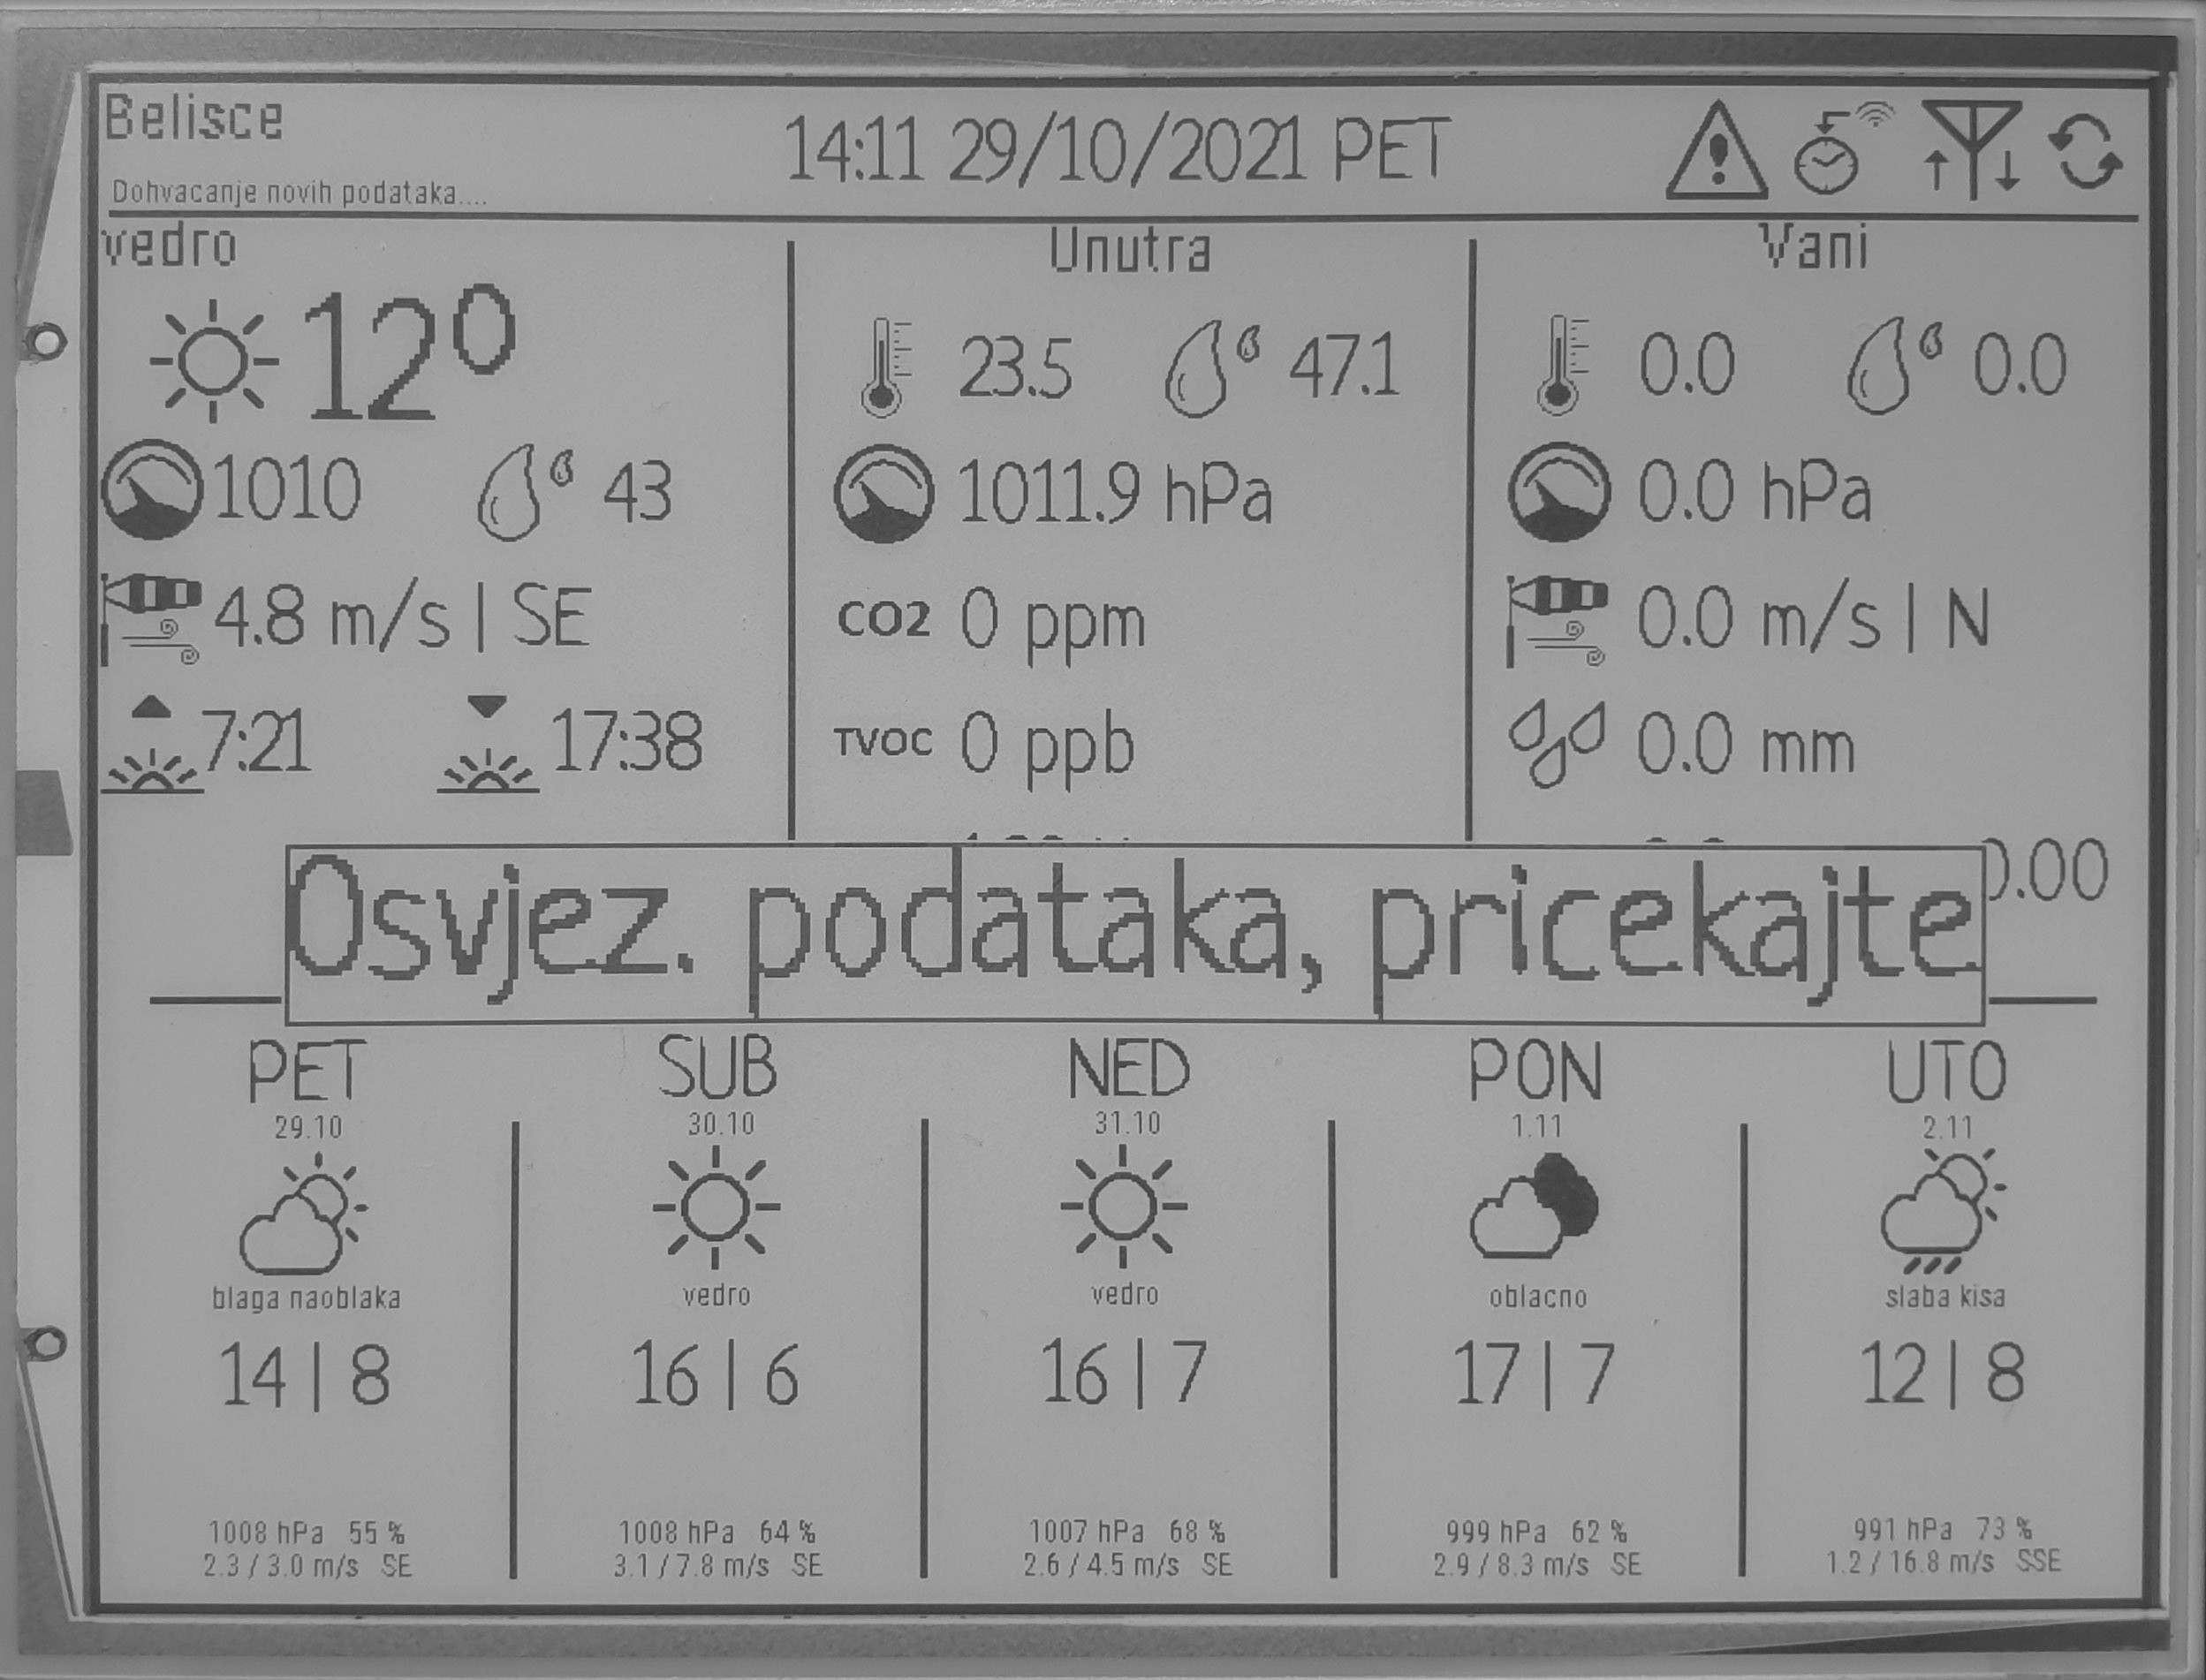 Belisce
14:11 29/10/2021 PET
Dohvacanje novih podataka....
vedro
12°
1010 43
4.8 m/s | SE
7:21 17:38
Unutra
23.5 47.1
1011.9 hPa
CO2 0 ppm
TVOC 0 ppb
Vani
0.0 0.0
0.0 hPa
0.0 m/s | N
0.0 mm
.00
Osvjez. podataka, pricekajte
PET
29.10
blaga naoblaka
14 | 8
1008 hPa 55 %
2.3 / 3.0 m/s SE
SUB
30.10
vedro
16 | 6
1008 hPa 64 %
3.1 / 7.8 m/s SE
NED
31.10
vedro
16 | 7
1007 hPa 68 %
2.6 / 4.5 m/s SE
PON
1.11
oblacno
17 | 7
999 hPa 62 %
2.9 / 8.3 m/s SE
UTO
2.11
slaba kisa
12 | 8
991 hPa 73 %
1.2 / 16.8 m/s SSE